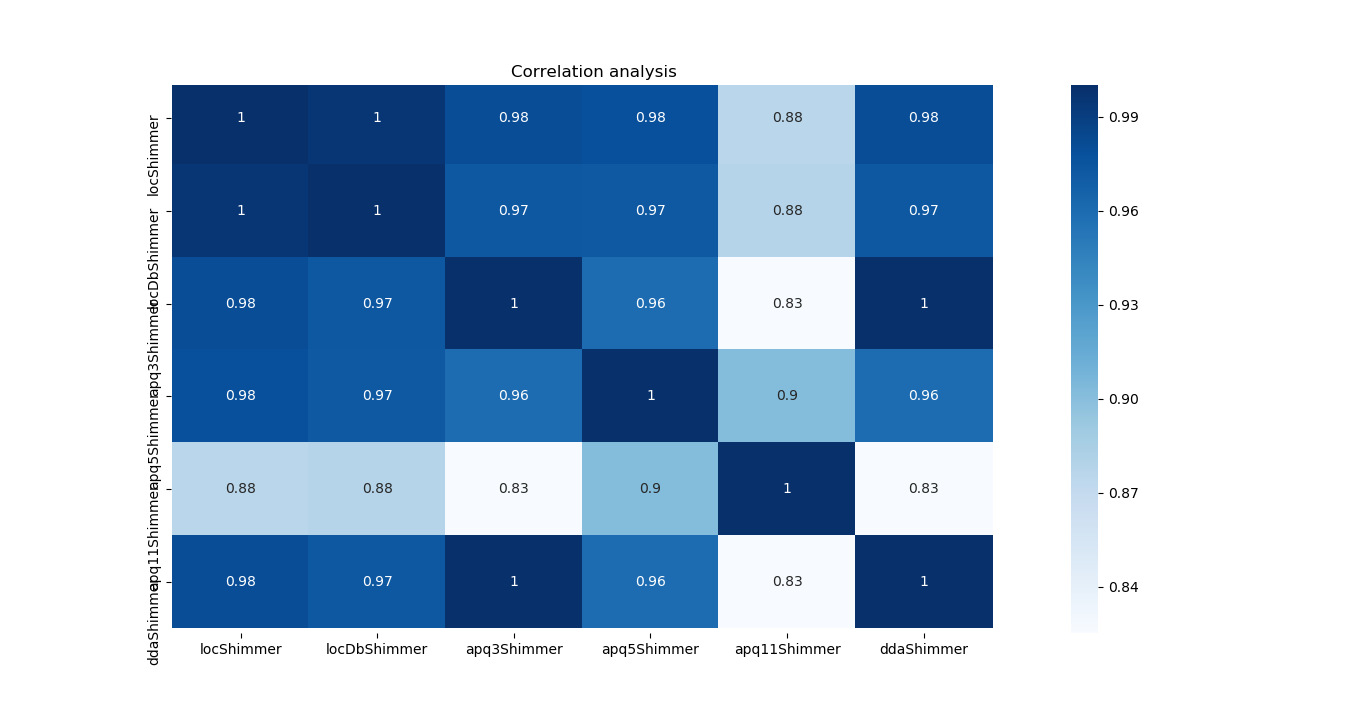 Correlation analysis
locShimmer
1 1 0.98 0.98 0.88 0.98
locDbShimmer
1 1 0.97 0.97 0.88 0.97
apq3Shimmer
0.98 0.97 1 0.96 0.83 1
apq5Shimmer
0.98 0.97 0.96 1 0.9 0.96
apq11Shimmer
0.88 0.88 0.83 0.9 1 0.83
ddaShimmer
0.98 0.97 1 0.96 0.83 1
locShimmer locDbShimmer apq3Shimmer apq5Shimmer apq11Shimmer ddaShimmer
0.99
0.96
0.93
0.90
0.87
0.84